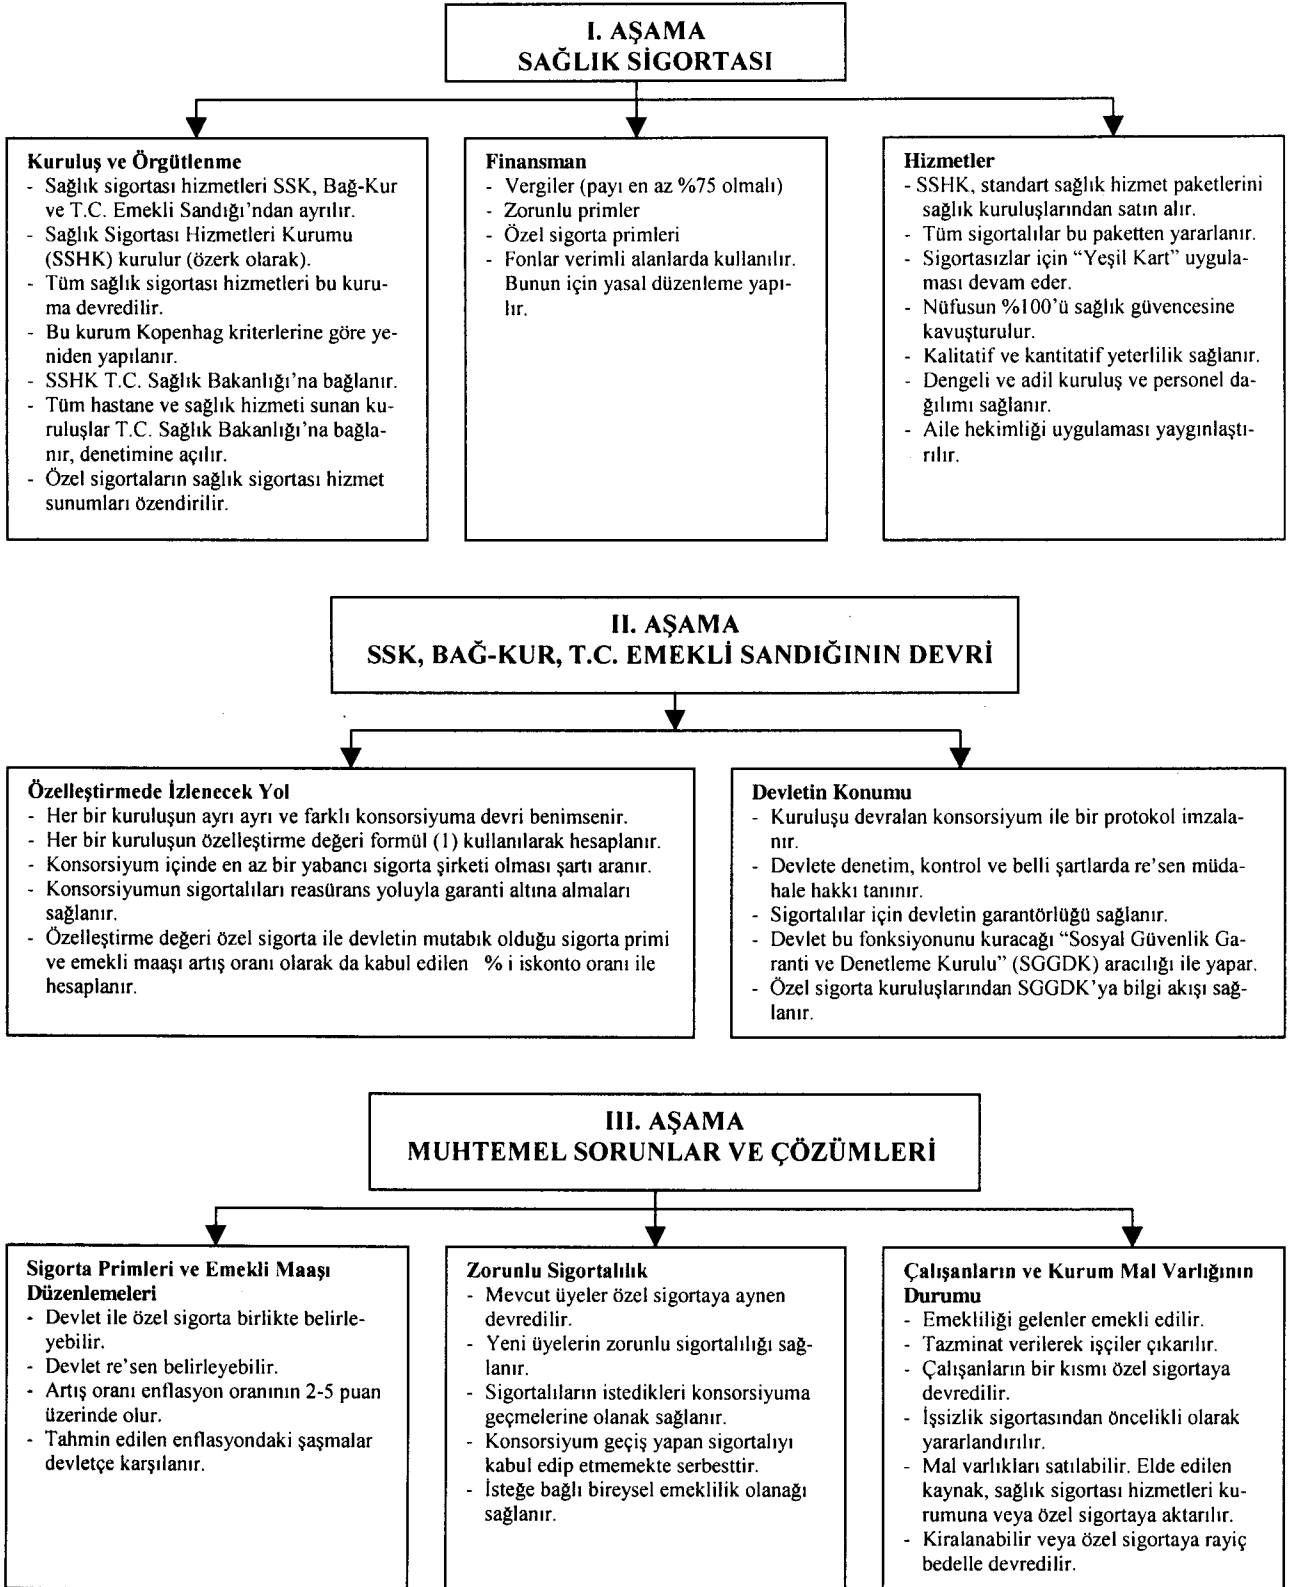 I. AŞAMA
SAĞLIK SİGORTASI
Kuruluş ve Örgütlenme
- Sağlık sigortası hizmetleri SSK, Bağ-Kur
ve T.C. Emekli Sandığı’ndan ayrılır.
- Sağlık Sigortası Hizmetleri Kurumu
(SSHK) kurulur (özerk olarak).
- Tüm sağlık sigortası hizmetleri bu kuru-
ma devredilir.
- Bu kurum Kopenhag kriterlerine göre ye-
niden yapılanır.
- SSHK T.C. Sağlık Bakanlığı’na bağlanır.
- Tüm hastane ve sağlık hizmeti sunan ku-
ruluşlar T.C. Sağlık Bakanlığı’na bağla-
nır, denetimine açılır.
- Özel sigortaların sağlık sigortası hizmet
sunumları özendirilir.
Finansman
- Vergiler (payı en az %75 olmalı)
- Zorunlu primler
- Özel sigorta primleri
- Fonlar verimli alanlarda kullanılır.
Bunun için yasal düzenleme yapı-
lır.
Hizmetler
- SSHK, standart sağlık hizmet paketlerini
sağlık kuruluşlarından satın alır.
- Tüm sigortalılar bu paketten yararlanır.
- Sigortasızlar için “Yeşil Kart” uygula-
ması devam eder.
- Nüfusun %100’ü sağlık güvencesine
kavuşturulur.
- Kalitatif ve kantitatif yeterlilik sağlanır.
- Dengeli ve adil kuruluş ve personel da-
ğılımı sağlanır.
- Aile hekimliği uygulaması yaygınlaştı-
rılır.
II. AŞAMA
SSK, BAĞ-KUR, T.C. EMEKLİ SANDIĞININ DEVRİ
Özelleştirmede İzlenecek Yol
- Her bir kuruluşun ayrı ayrı ve farklı konsorsiyuma devri benimsenir.
- Her bir kuruluşun özelleştirme değeri formül (1) kullanılarak hesaplanır.
- Konsorsiyum içinde en az bir yabancı sigorta şirketi olması şartı aranır.
- Konsorsiyumun sigortalıları reasürans yoluyla garanti altına almaları
sağlanır.
- Özelleştirme değeri özel sigorta ile devletin mutabık olduğu sigorta primi
ve emekli maaşı artış oranı olarak da kabul edilen % i iskonto oranı ile
hesaplanır.
Devletin Konumu
- Kuruluşu devralan konsorsiyum ile bir protokol imzala-
nır.
- Devlete denetim, kontrol ve belli şartlarda re’sen müda-
hale hakkı tanınır.
- Sigortalılar için devletin garantörlüğü sağlanır.
- Devlet bu fonksiyonunu kuracağı “Sosyal Güvenlik Ga-
ranti ve Denetleme Kurulu” (SGGDK) aracılığı ile yapar.
- Özel sigorta kuruluşlarından SGGDK’ya bilgi akışı sağ-
lanır.
III. AŞAMA
MUHTEMEL SORUNLAR VE ÇÖZÜMLERİ
Sigorta Primleri ve Emekli Maaşı
Düzenlemeleri
- Devlet ile özel sigorta birlikte belirle-
yebilir.
- Devlet re’sen belirleyebilir.
- Artış oranı enflasyon oranının 2-5 puan
üzerinde olur.
- Tahmin edilen enflasyondaki şaşmalar
devletçe karşılanır.
Zorunlu Sigortalılık
- Mevcut üyeler özel sigortaya aynen
devredilir.
- Yeni üyelerin zorunlu sigortalılığı sağ-
lanır.
- Sigortalıların istedikleri konsorsiyuma
geçmelerine olanak sağlanır.
- Konsorsiyum geçiş yapan sigortalıyı
kabul edip etmemekte serbesttir.
- İsteğe bağlı bireysel emeklilik olanağı
sağlanır.
Çalışanların ve Kurum Mal Varlığının
Durumu
- Emekliliği gelenler emekli edilir.
- Tazminat verilerek işçiler çıkarılır.
- Çalışanların bir kısmı özel sigortaya
devredilir.
- İşsizlik sigortasından öncelikli olarak
yararlandırılır.
- Mal varlıkları satılabilir. Elde edilen
kaynak, sağlık sigortası hizmetleri ku-
rumuna veya özel sigortaya aktarılır.
- Kiralanabilir veya özel sigortaya rayiç
bedelle devredilir.